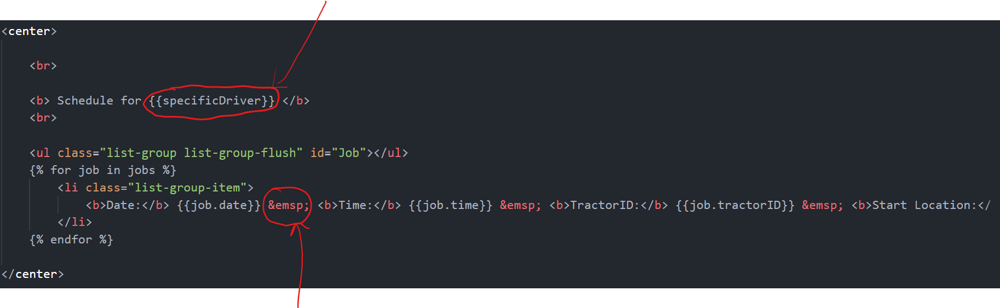 <center>
<br>
<b> Schedule for {{specificDriver}} </b>
<br>
<ul class="list-group list-group-flush" id="Job"></ul>
{% for job in jobs %}
<li class="list-group-item">
<b>Date:</b> {{job.date}} &emsp; <b>Time:</b> {{job.time}} &emsp; <b>TractorID:</b> {{job.tractorID}} &emsp; <b>Start Location:</
</li>
{% endfor %}
</center>